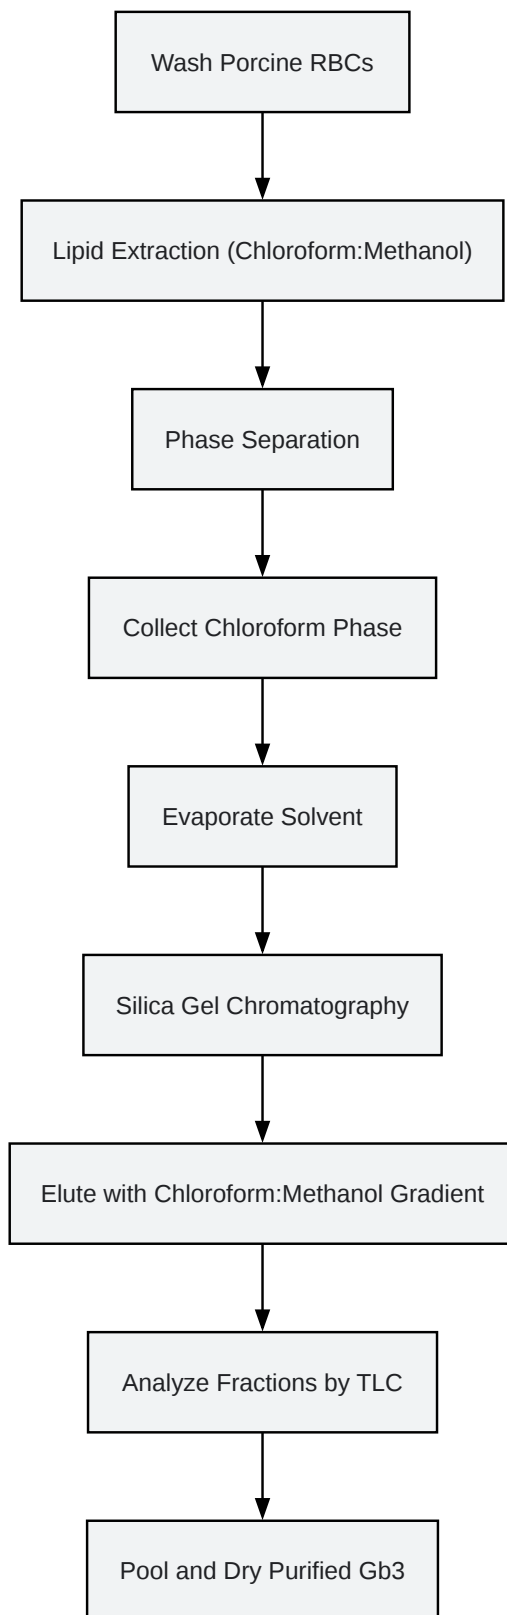 Wash Porcine RBCs
Lipid Extraction (Chloroform:Methanol)
Phase Separation
Collect Chloroform Phase
Evaporate Solvent
Silica Gel Chromatography
Elute with Chloroform:Methanol Gradient
Analyze Fractions by TLC
Pool and Dry Purified Gb3